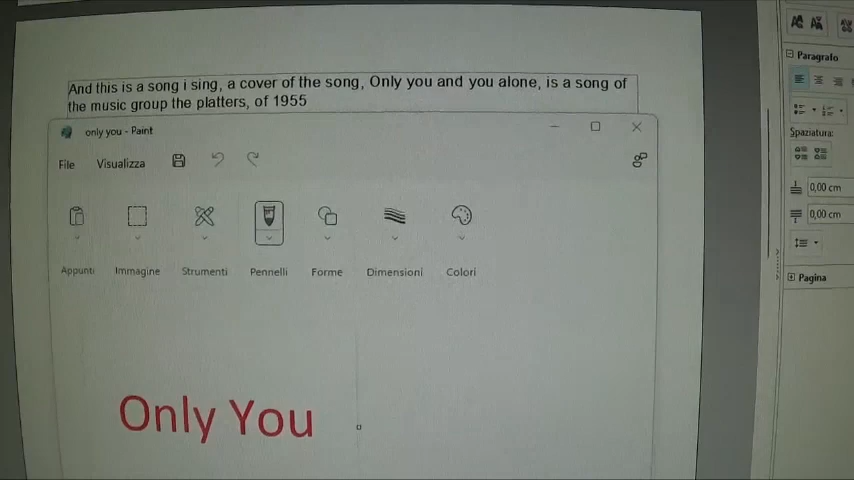 And this is a song i sing, a cover of the song, Only you and you alone, is a song of
the music group the platters, of 1955
only you - Paint
File
Visualizza
Appunti
Immagine
Strumenti
Pennelli
Forme
Dimensioni
Colori
Only You
Paragrafo
Spaziatura:
0,00 cm
0,00 cm
Pagina